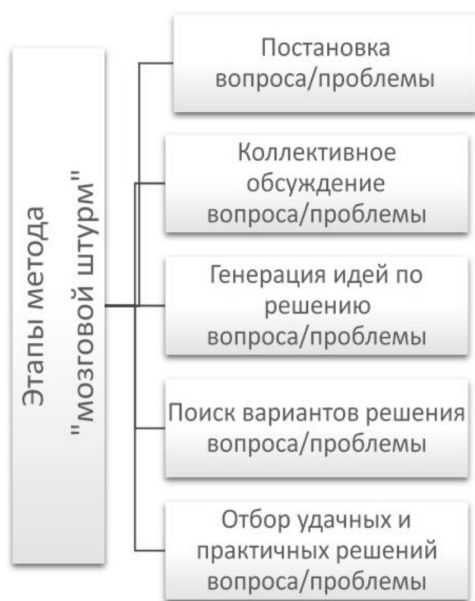 Этапы метода
"мозговой штурм"
Постановка
вопроса/проблемы
Коллективное
обсуждение
вопроса/проблемы
Генерация идей по
решению
вопроса/проблемы
Поиск вариантов решения
вопроса/проблемы
Отбор удачных и
практичных решений
вопроса/проблемы